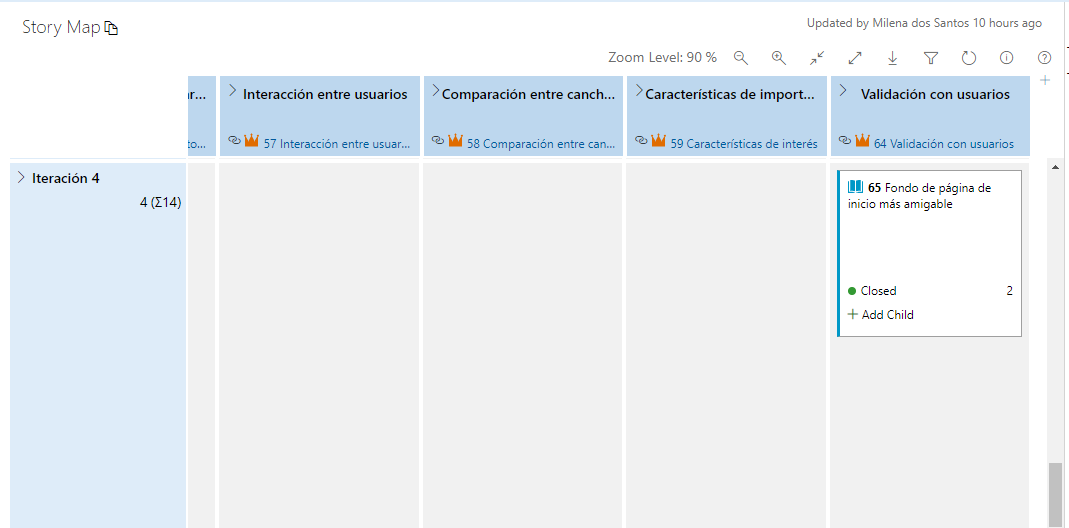 Story Map
Updated by Milena dos Santos 10 hours ago
Zoom Level: 90 %
r...
Interacción entre usuarios
Comparación entre canch...
Características de import...
Validación con usuarios
to...
57 Interacción entre usuar...
58 Comparación entre can...
59 Características de interés
64 Validación con usuarios
Iteración 4
4 (Σ14)
65 Fondo de página de
inicio más amigable
Closed
2
+ Add Child